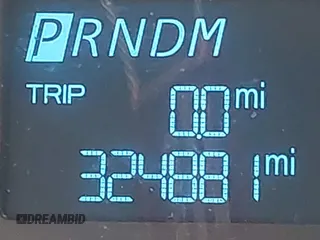 PRNDM
TRIP 0.0 mi
324881 mi
DREAMBID